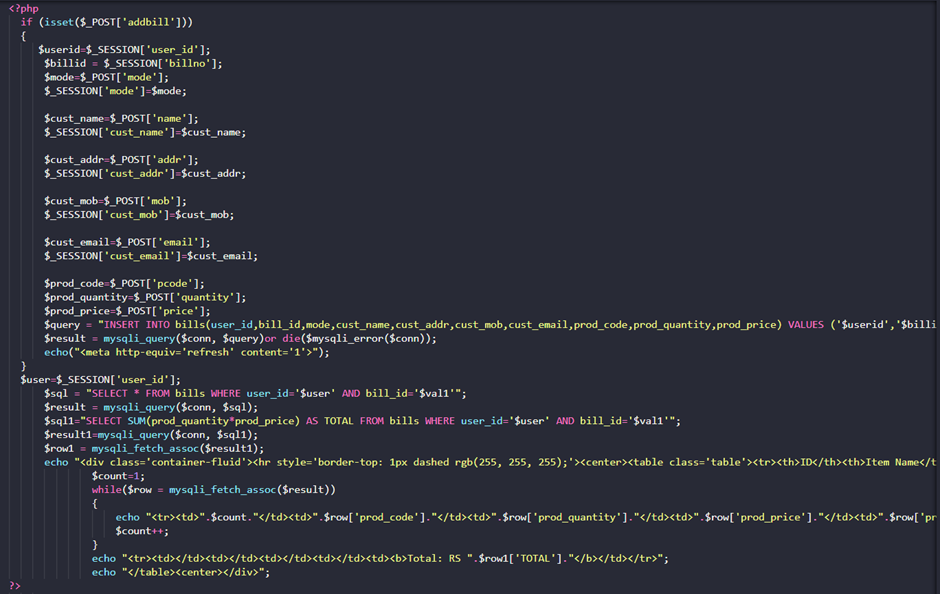 <?php
if (isset($_POST['addbill']))
{
$userid=$_SESSION['user_id'];
$billid = $_SESSION['billno'];
$mode=$_POST['mode'];
$_SESSION['mode']=$mode;
$cust_name=$_POST['name'];
$_SESSION['cust_name']=$cust_name;
$cust_addr=$_POST['addr'];
$_SESSION['cust_addr']=$cust_addr;
$cust_mob=$_POST['mob'];
$_SESSION['cust_mob']=$cust_mob;
$cust_email=$_POST['email'];
$_SESSION['cust_email']=$cust_email;
$prod_code=$_POST['pcode'];
$prod_quantity=$_POST['quantity'];
$prod_price=$_POST['price'];
$query = "INSERT INTO bills(user_id,bill_id,mode,cust_name,cust_addr,cust_mob,cust_email,prod_code,prod_quantity,prod_price) VALUES ('$userid','$billi
$result = mysqli_query($conn, $query)or die($mysqli_error($conn));
echo("<meta http-equiv='refresh' content='1'>");
}
$user=$_SESSION['user_id'];
$sql = "SELECT * FROM bills WHERE user_id='$user' AND bill_id='$val1'";
$result = mysqli_query($conn, $sql);
$sql1="SELECT SUM(prod_quantity*prod_price) AS TOTAL FROM bills WHERE user_id='$user' AND bill_id='$val1'";
$result1=mysqli_query($conn, $sql1);
$row1 = mysqli_fetch_assoc($result1);
echo "<div class='container-fluid'><hr style='border-top: 1px dashed rgb(255, 255, 255);'><center><table class='table'><tr><th>ID</th><th>Item Name</t
$count=1;
while($row = mysqli_fetch_assoc($result))
{
echo "<tr><td>".$count."</td><td>".$row['prod_code']."</td><td>".$row['prod_quantity']."</td><td>".$row['prod_price']."</td><td>".$row['pr
$count++;
}
echo "<tr><td></td><td></td><td></td><td></td><td><b>Total: RS ".$row1['TOTAL']."</b></td></tr>";
echo "</table><center></div>";
?>